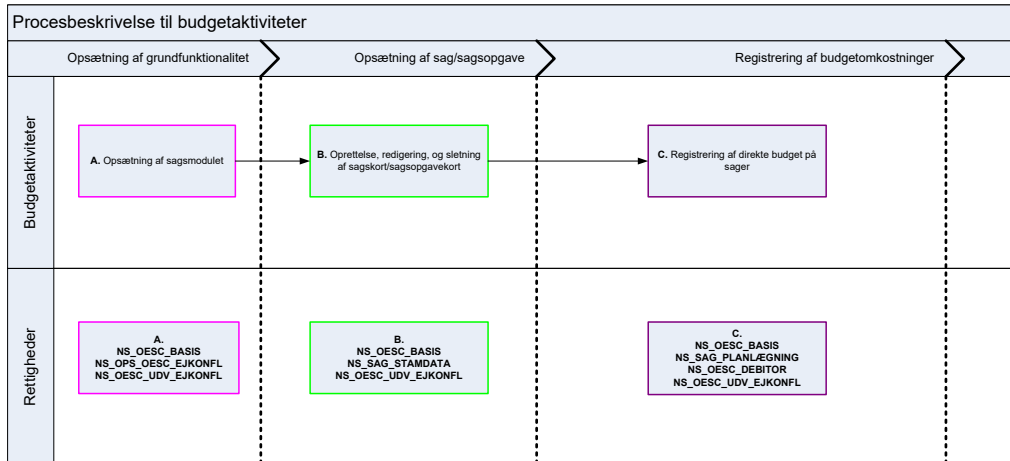 Procesbeskrivelse til budgetaktiviteter
Opsætning af grundfunktionalitet
Opsætning af sag/sagsopgave
Registrering af budgetomkostninger
Budgetaktiviteter
A. Opsætning af sagsmodulet
B. Oprettelse, redigering, og sletning
af sagskort/sagsopgavekort
C. Registrering af direkte budget på
sager
Rettigheder
A.
NS_OESC_BASIS
NS_OPS_OESC_EJKONFL
NS_OESC_UDV_EJKONFL
B.
NS_OESC_BASIS
NS_SAG_STAMDATA
NS_OESC_UDV_EJKONFL
C.
NS_OESC_BASIS
NS_SAG_PLANLÆGNING
NS_OESC_DEBITOR
NS_OESC_UDV_EJKONFL